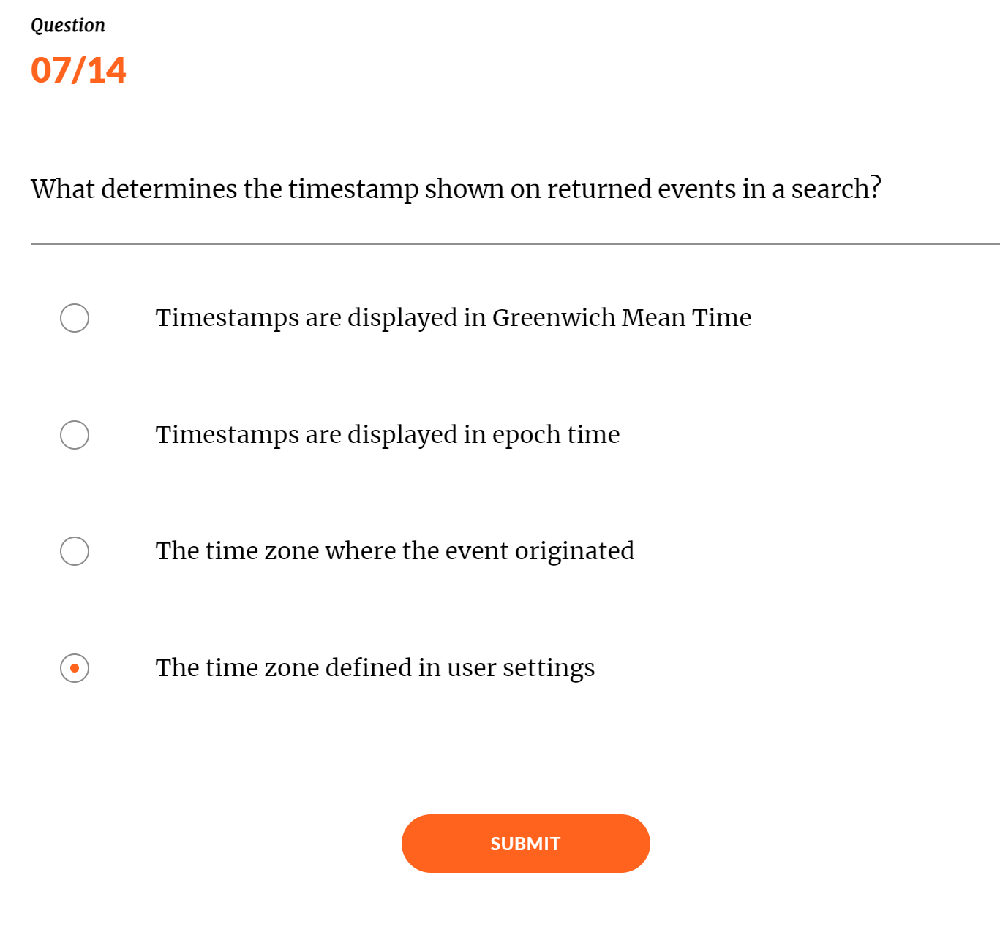 Question
07/14
What determines the timestamp shown on returned events in a search?
Timestamps are displayed in Greenwich Mean Time
Timestamps are displayed in epoch time
The time zone where the event originated
The time zone defined in user settings
SUBMIT